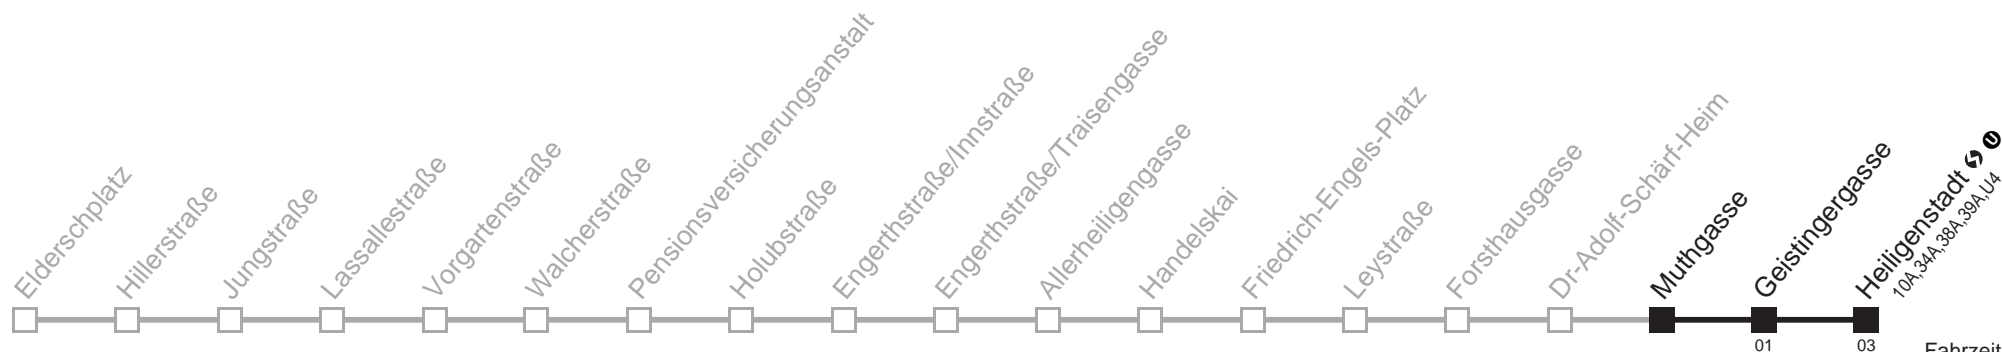 Elderschplatz
Hillerstraße
Jungstraße
Lassallestraße
Vorgartenstraße
Walcherstraße
Pensionsversicherungsanstalt
Holubstraße
Engerthstraße/Innstraße
Engerthstraße/Traisengasse
Allerheiligengasse
Handelskai
Friedrich-Engels-Platz
Leystraße
Forsthausgasse
Dr-Adolf-Schärf-Heim
Muthgasse
Geistingergasse
Heiligenstadt S U
10A,34A,38A,39A,U4
01
03
Fahrzeit